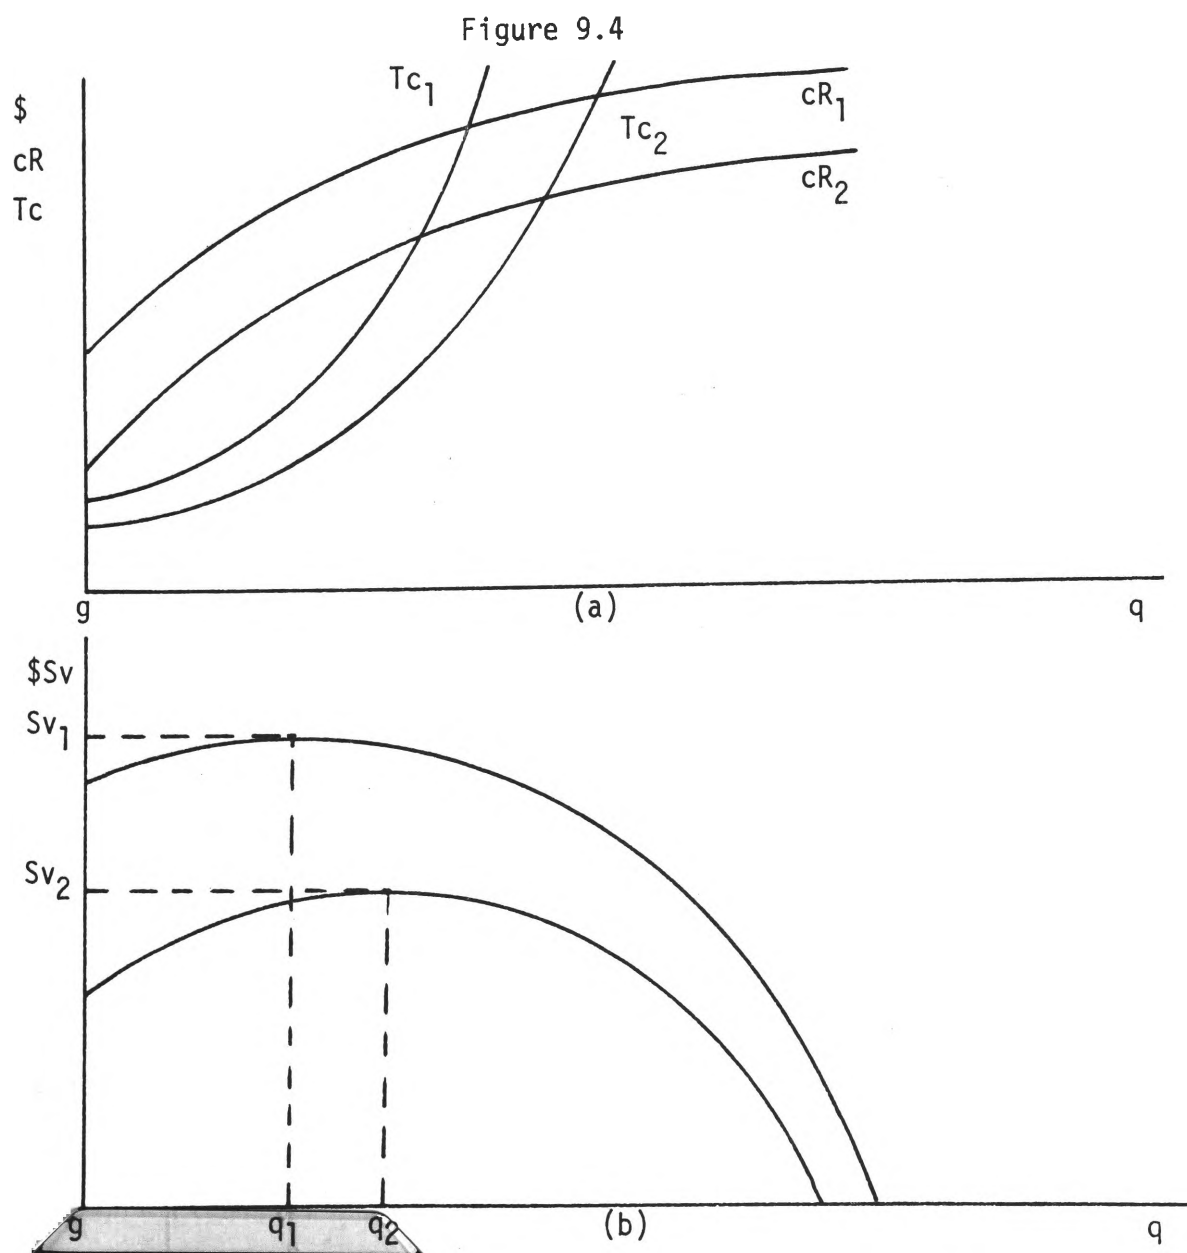 Figure 9.4
$
cR
Tc
Tc1
Tc2
cR1
cR2
g (a) q
$Sv
Sv1
Sv2
g q1 q2 (b) q